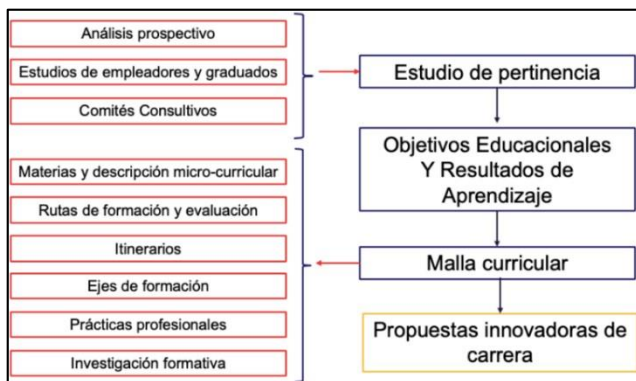 Análisis prospectivo
Estudios de empleadores y graduados
Comités Consultivos
Estudio de pertinencia
Objetivos Educacionales
Y Resultados de
Aprendizaje
Materias y descripción micro-curricular
Rutas de formación y evaluación
Itinerarios
Ejes de formación
Prácticas profesionales
Investigación formativa
Malla curricular
Propuestas innovadoras de
carrera